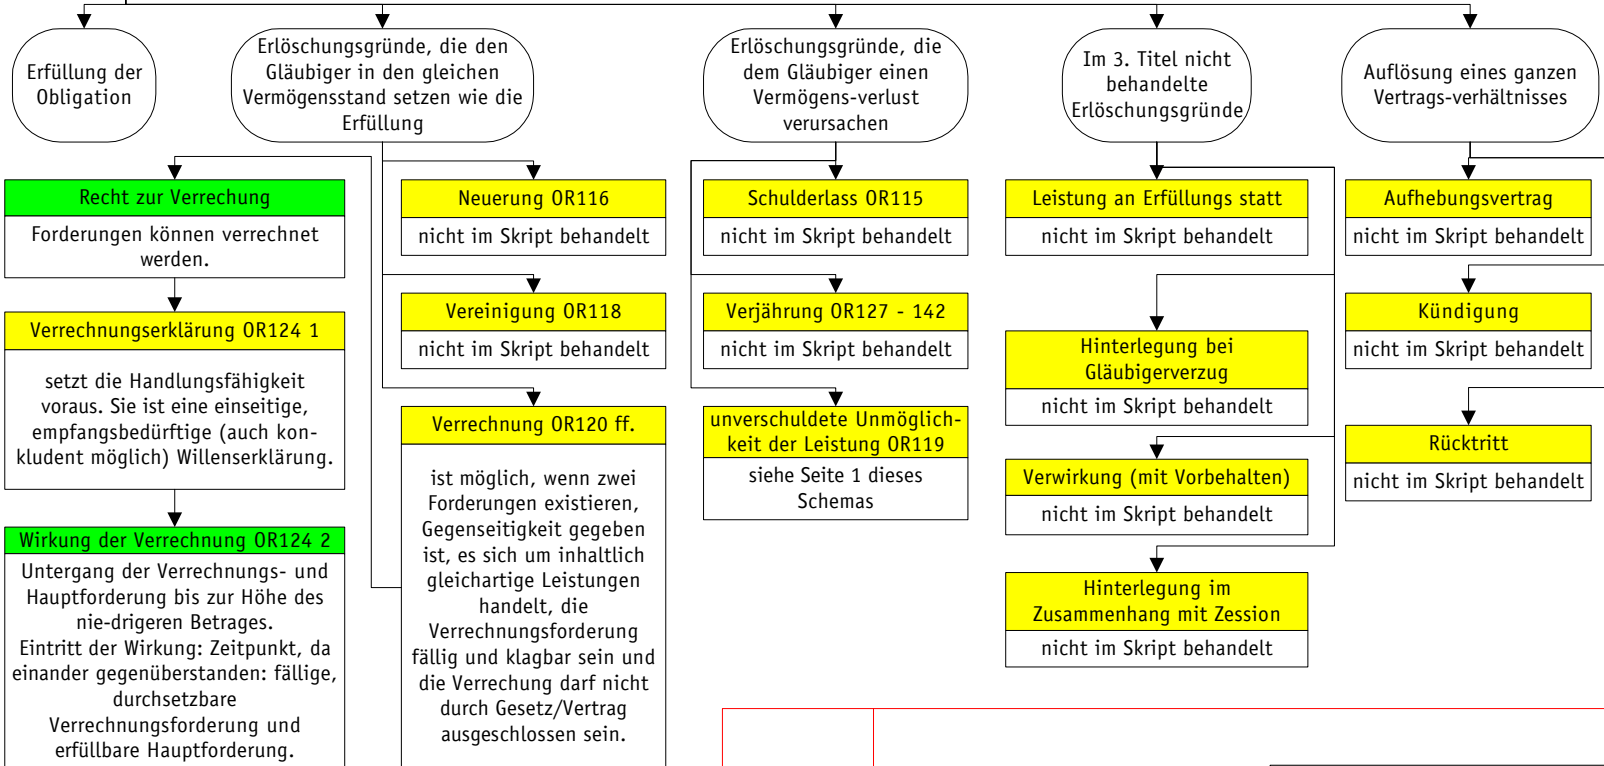 Erfüllung der
Obligation
Erlöschungsgründe, die den
Gläubiger in den gleichen
Vermögensstand setzen wie die
Erfüllung
Erlöschungsgründe, die
dem Gläubiger einen
Vermögens-verlust
verursachen
Im 3. Titel nicht
behandelte
Erlöschungsgründe
Auflösung eines ganzen
Vertrags-verhältnisses
Recht zur Verrechung
Forderungen können verrechnet
werden.
Verrechnungserklärung OR124 1
setzt die Handlungsfähigkeit
voraus. Sie ist eine einseitige,
empfangsbedürftige (auch kon-
kludent möglich) Willenserklärung.
Wirkung der Verrechnung OR124 2
Untergang der Verrechnungs- und
Hauptforderung bis zur Höhe des
nie-drigeren Betrages.
Eintritt der Wirkung: Zeitpunkt, da
einander gegenüberstanden: fällige,
durchsetzbare
Verrechnungsforderung und
erfüllbare Hauptforderung.
Neuerung OR116
nicht im Skript behandelt
Vereinigung OR118
nicht im Skript behandelt
Verrechnung OR120 ff.
ist möglich, wenn zwei
Forderungen existieren,
Gegenseitigkeit gegeben
ist, es sich um inhaltlich
gleichartige Leistungen
handelt, die
Verrechnungsforderung
fällig und klagbar sein und
die Verrechung darf nicht
durch Gesetz/Vertrag
ausgeschlossen sein.
Schulderlass OR115
nicht im Skript behandelt
Verjährung OR127 - 142
nicht im Skript behandelt
unverschuldete Unmöglich-
keit der Leistung OR119
siehe Seite 1 dieses
Schemas
Leistung an Erfüllungs statt
nicht im Skript behandelt
Hinterlegung bei
Gläubigerverzug
nicht im Skript behandelt
Verwirkung (mit Vorbehalten)
nicht im Skript behandelt
Hinterlegung im
Zusammenhang mit Zession
nicht im Skript behandelt
Aufhebungsvertrag
nicht im Skript behandelt
Kündigung
nicht im Skript behandelt
Rücktritt
nicht im Skript behandelt